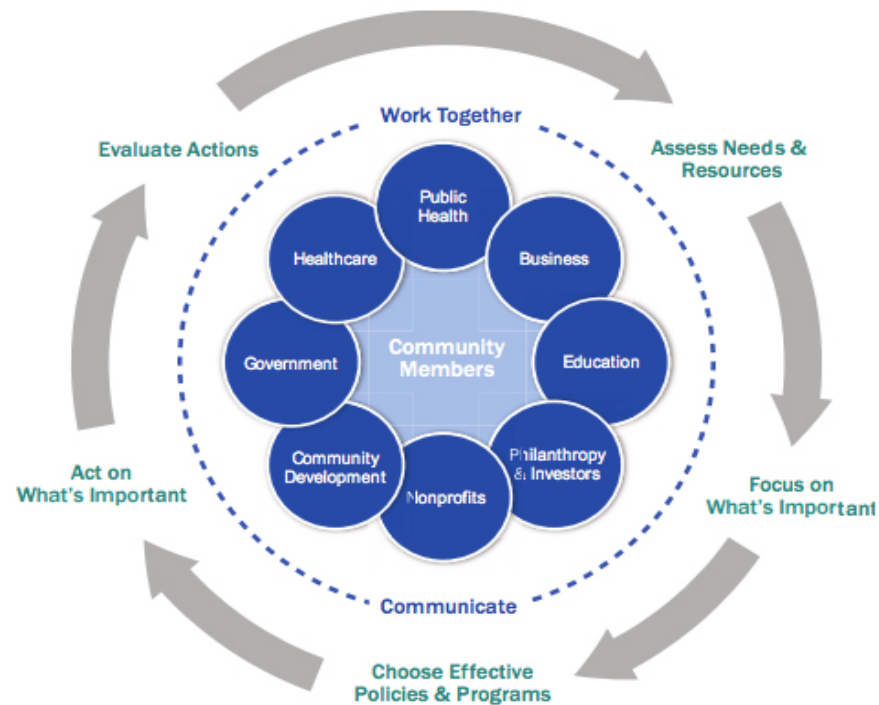 Work Together
Evaluate Actions
Assess Needs &
Resources
Public
Health
Healthcare
Business
Community
Members
Government
Education
Community
Development
Philanthropy
& Investors
Nonprofits
Act on
What's Important
Focus on
What's Important
Communicate
Choose Effective
Policies & Programs